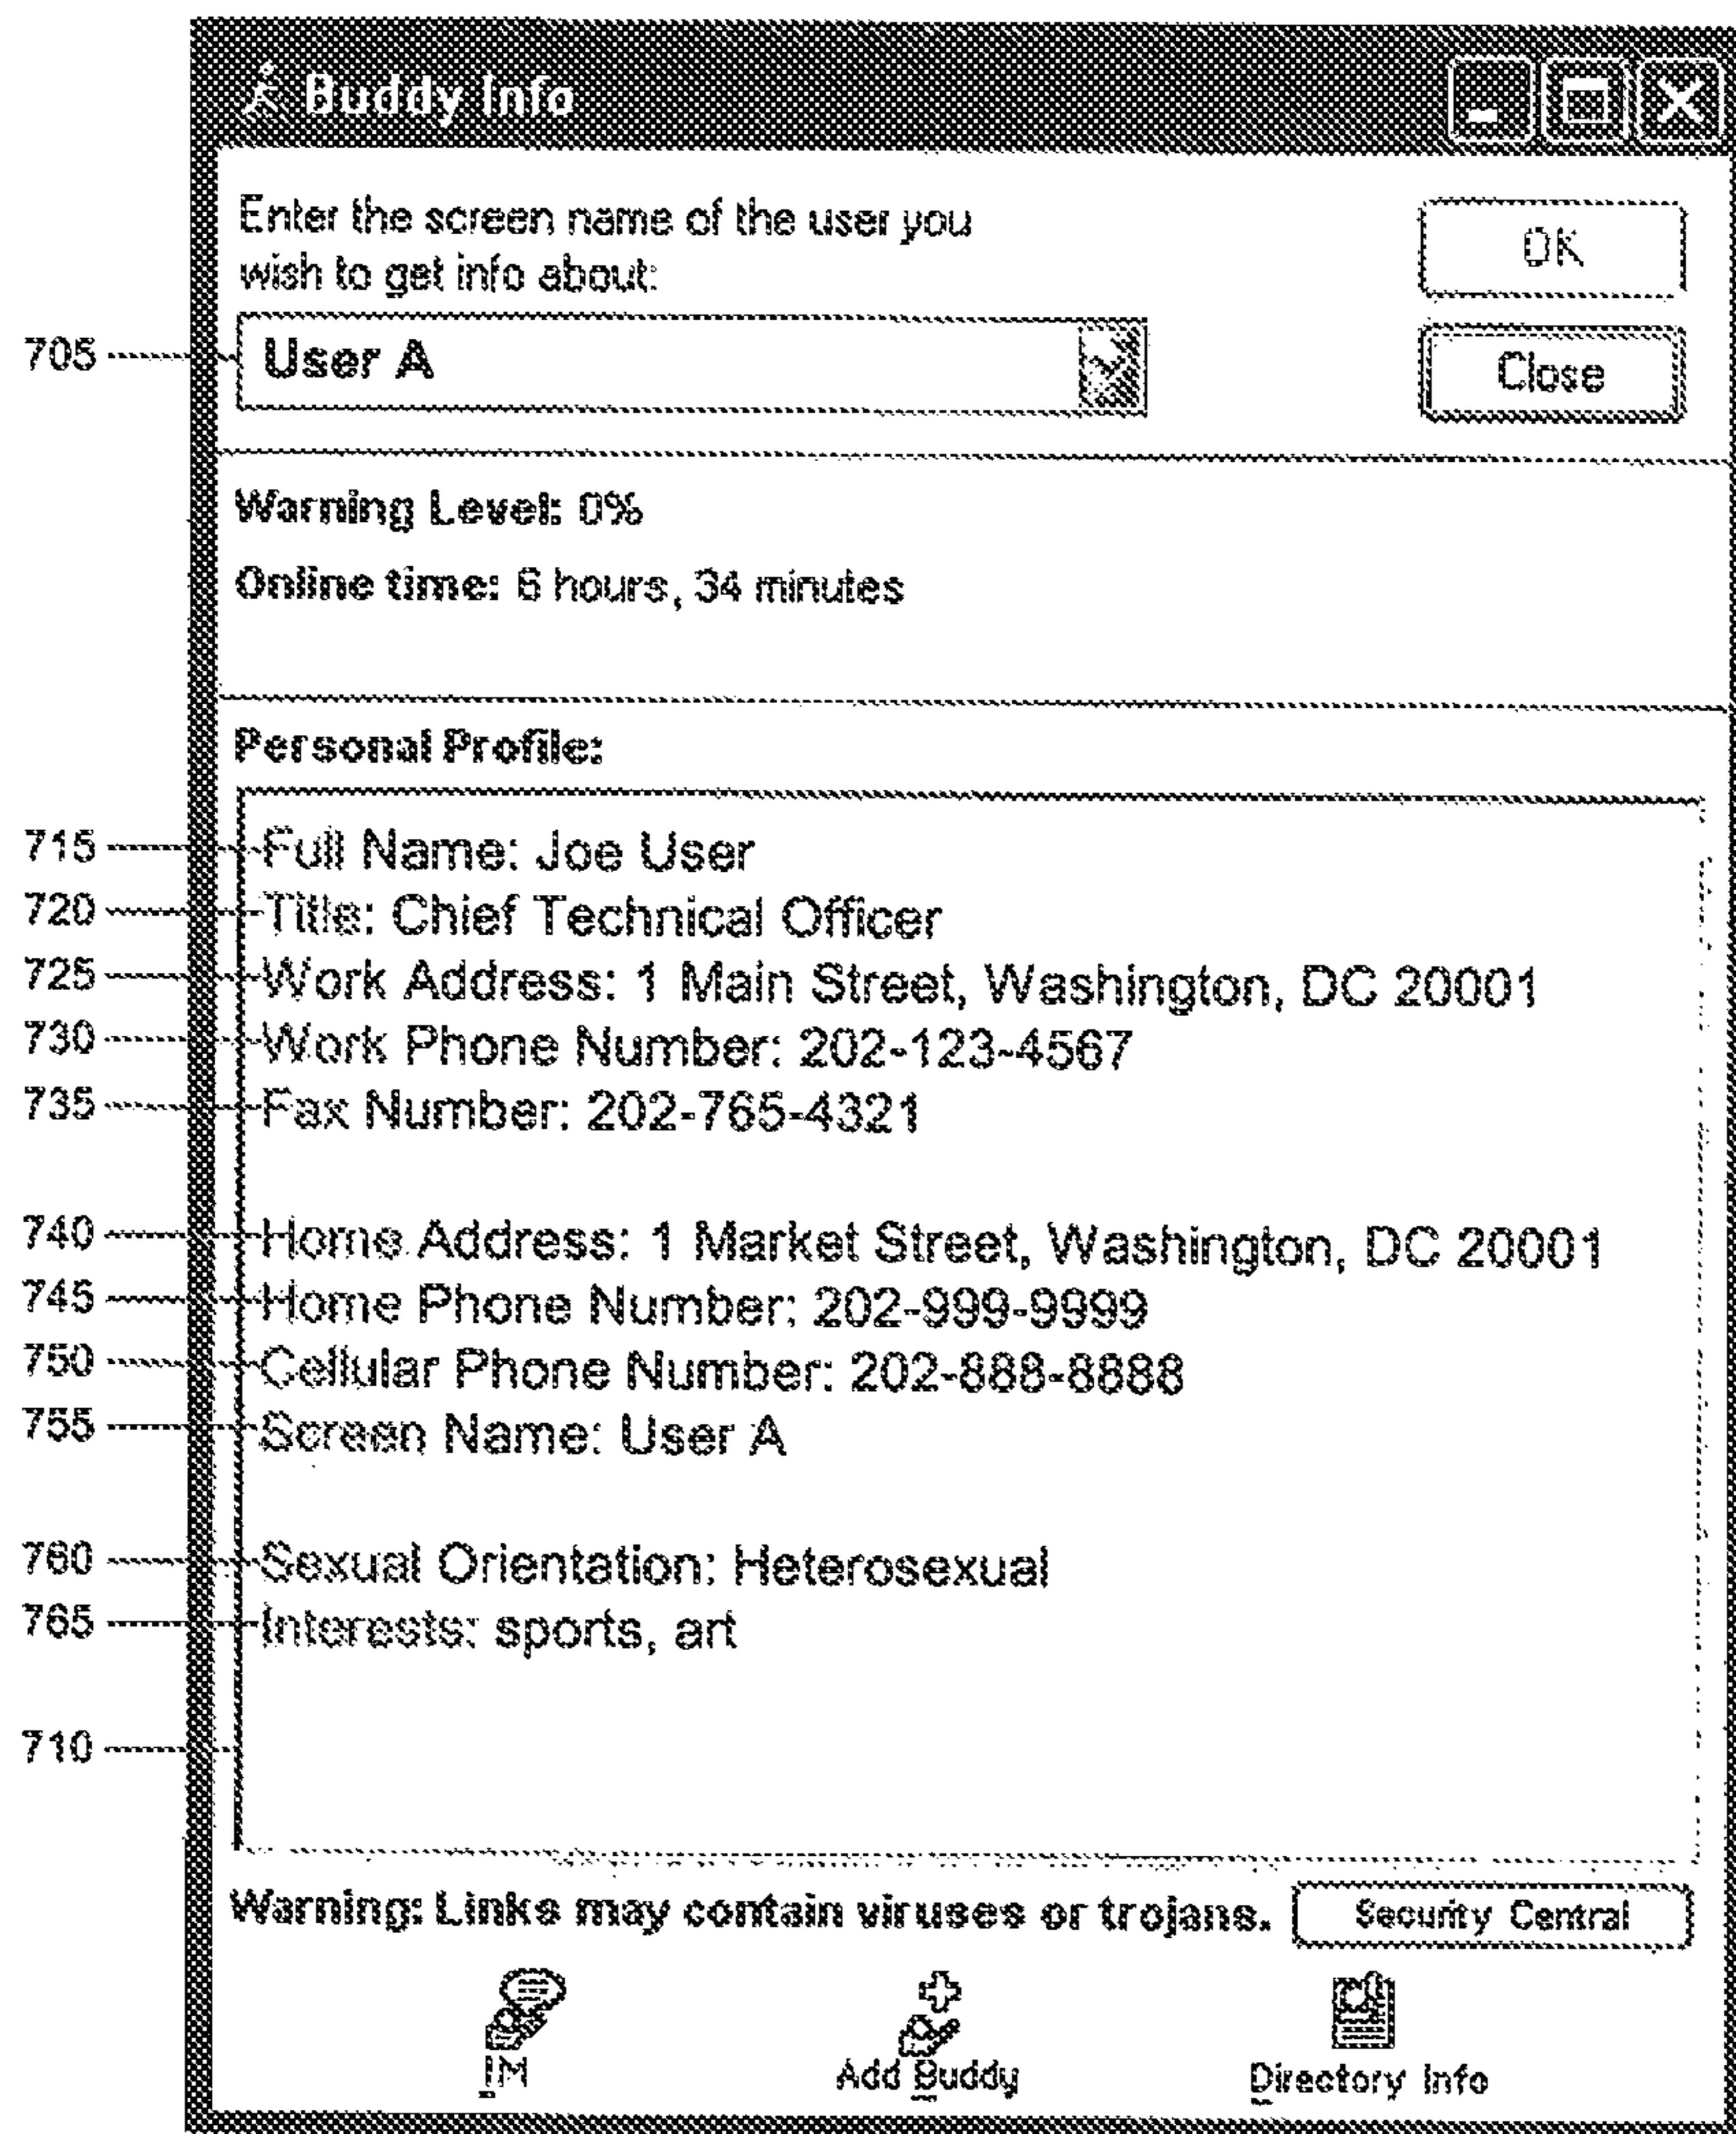 Buddy Info
Enter the screen name of the user you
wish to get info about:
OK
705
User A
Close
Warning Level: 0%
Online time: 6 hours, 34 minutes
Personal Profile:
715 Full Name: Joe User
720 Title: Chief Technical Officer
725 Work Address: 1 Main Street, Washington, DC 20001
730 Work Phone Number: 202-123-4567
735 Fax Number: 202-765-4321
740 Home Address: 1 Market Street, Washington, DC 20001
745 Home Phone Number: 202-999-9999
750 Cellular Phone Number: 202-888-8888
755 Screen Name: User A
760 Sexual Orientation: Heterosexual
765 Interests: sports, art
710
Warning: Links may contain viruses or trojans. Security Central
IM Add Buddy Directory Info